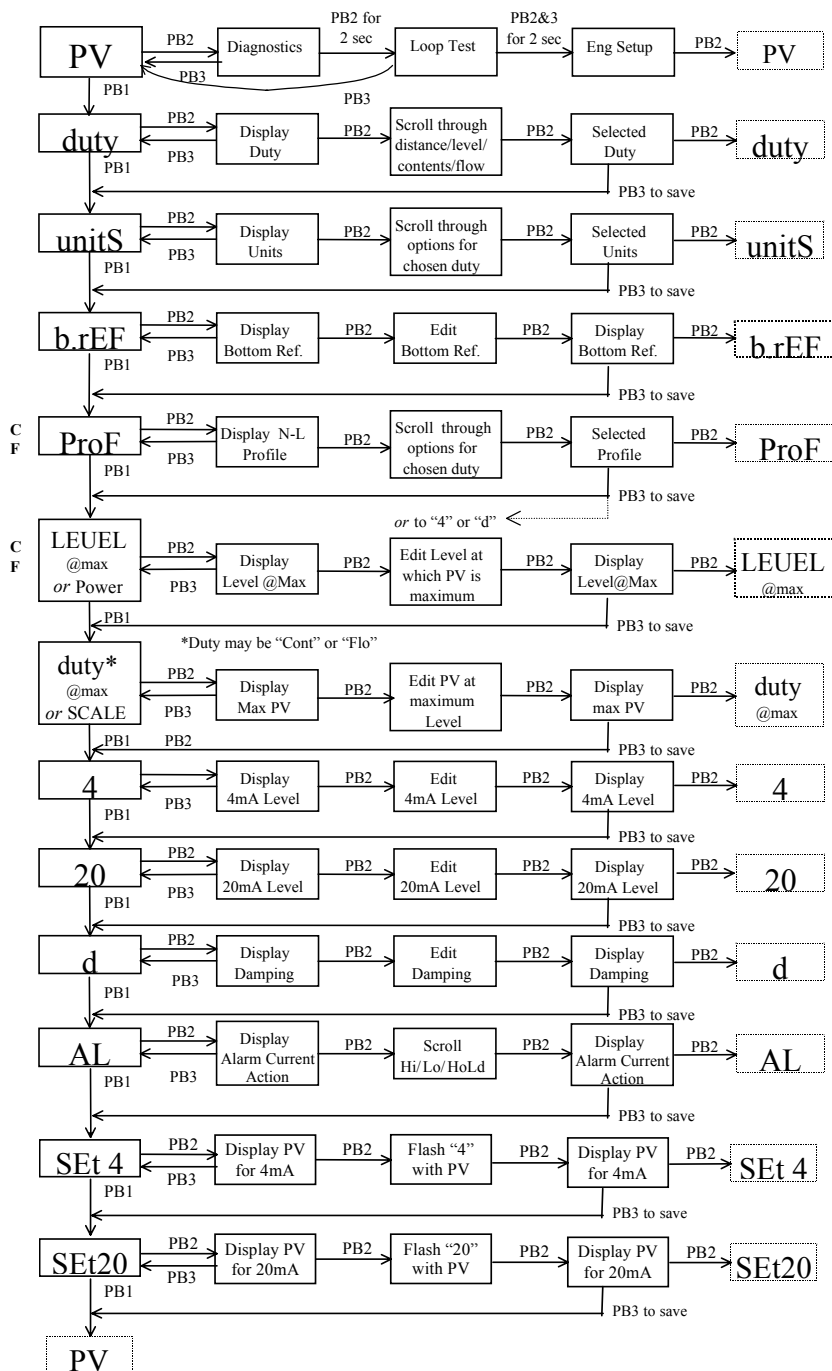 PB2 for
2 sec
PB2&3
for 2 sec
PV
PB2
Diagnostics
Loop Test
Eng Setup
PB2
PV
PB3
PB1
PB3
duty
PB2
PB3
Display
Duty
PB2
Scroll through
distance/level/
contents/flow
PB2
Selected
Duty
PB2
duty
PB1
PB3 to save
unitS
PB2
PB3
Display
Units
PB2
Scroll through
options for
chosen duty
PB2
Selected
Units
PB2
unitS
PB1
PB3 to save
b.rEF
PB2
PB3
Display
Bottom Ref.
PB2
Edit
Bottom Ref.
PB2
Display
Bottom Ref.
PB2
b.rEF
PB1
PB3 to save
C
F
ProF
PB2
PB3
Display N-L
Profile
PB2
Scroll through
options for
chosen duty
PB2
Selected
Profile
PB2
ProF
PB1
PB3 to save
or to “4” or “d”
C
F
LEUEL
@max
or Power
PB2
PB3
Display
Level @Max
PB2
Edit Level at
which PV is
maximum
PB2
Display
Level@Max
PB2
LEUEL
@max
PB1
PB3 to save
*Duty may be “Cont” or “Flo”
duty*
@max
or SCALE
PB2
PB3
Display
Max PV
PB2
Edit PV at
maximum
Level
PB2
Display
max PV
PB2
duty
@max
PB1
PB2
PB3 to save
4
PB3
Display
4mA Level
PB2
Edit
4mA Level
PB2
Display
4mA Level
PB2
4
PB1
PB3 to save
20
PB2
PB3
Display
20mA Level
PB2
Edit
20mA Level
PB2
Display
20mA Level
PB2
20
PB1
PB3 to save
d
PB2
PB3
Display
Damping
PB2
Edit
Damping
PB2
Display
Damping
PB2
d
PB1
PB3 to save
AL
PB2
PB3
Display
Alarm Current
Action
PB2
Scroll
Hi/Lo/HoLd
PB2
Display
Alarm Current
Action
PB2
AL
PB1
PB3 to save
SEt 4
PB2
PB3
Display PV
for 4mA
PB2
Flash “4”
with PV
PB2
Display PV
for 4mA
PB2
SEt 4
PB1
PB3 to save
SEt20
PB2
PB3
Display PV
for 20mA
PB2
Flash “20”
with PV
PB2
Display PV
for 20mA
PB2
SEt20
PB1
PB3 to save
PV